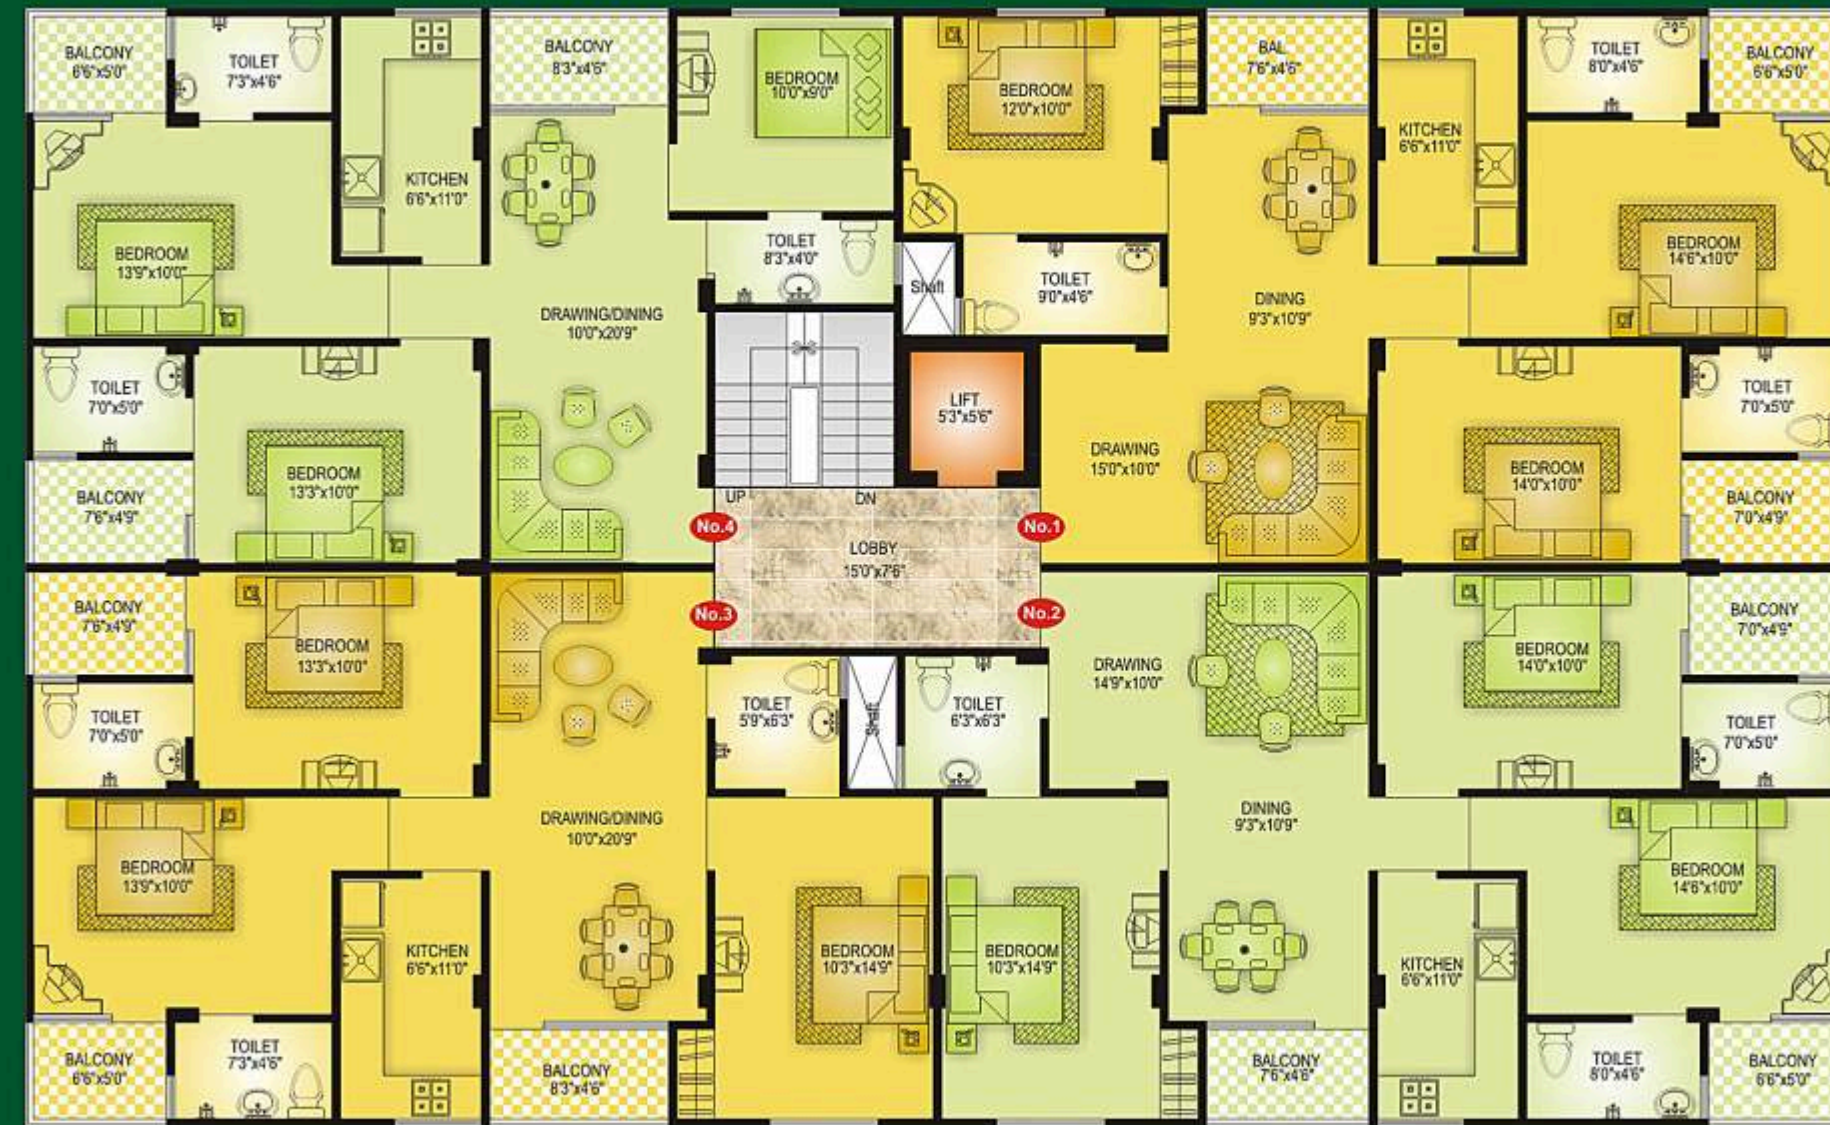 BALCONY
6'6"x5'0"
TOILET
7'3"x4'6"
BALCONY
8'3"x4'6"
BEDROOM
10'0"x9'0"
BEDROOM
12'0"x10'0"
BAL.
7'6"x4'6"
TOILET
8'0"x4'6"
BALCONY
6'6"x5'0"
KITCHEN
6'6"x11'0"
KITCHEN
6'6"x11'0"
BEDROOM
13'9"x10'0"
TOILET
8'3"x4'0"
Shaft
TOILET
9'0"x4'6"
BEDROOM
14'6"x10'0"
DRAWING/DINING
10'0"x20'9"
DINING
9'3"x10'9"
TOILET
7'0"x5'0"
LIFT
5'3"x5'6"
TOILET
7'0"x5'0"
BEDROOM
13'3"x10'0"
DRAWING
15'0"x10'0"
BEDROOM
14'0"x10'0"
BALCONY
7'6"x4'9"
UP
DN
BALCONY
7'0"x4'9"
No.4
No.1
LOBBY
15'0"x7'6"
No.3
No.2
BALCONY
7'6"x4'9"
BEDROOM
13'3"x10'0"
BEDROOM
14'0"x10'0"
BALCONY
7'0"x4'9"
DRAWING
14'9"x10'0"
TOILET
7'0"x5'0"
TOILET
5'9"x6'3"
Shaft
TOILET
6'3"x6'3"
TOILET
7'0"x5'0"
DRAWING/DINING
10'0"x20'9"
DINING
9'3"x10'9"
BEDROOM
13'9"x10'0"
BEDROOM
14'6"x10'0"
KITCHEN
6'6"x11'0"
BEDROOM
10'3"x14'9"
BEDROOM
10'3"x14'9"
KITCHEN
6'6"x11'0"
BALCONY
6'6"x5'0"
TOILET
7'3"x4'6"
BALCONY
8'3"x4'6"
BALCONY
7'6"x4'6"
TOILET
8'0"x4'6"
BALCONY
6'6"x5'0"